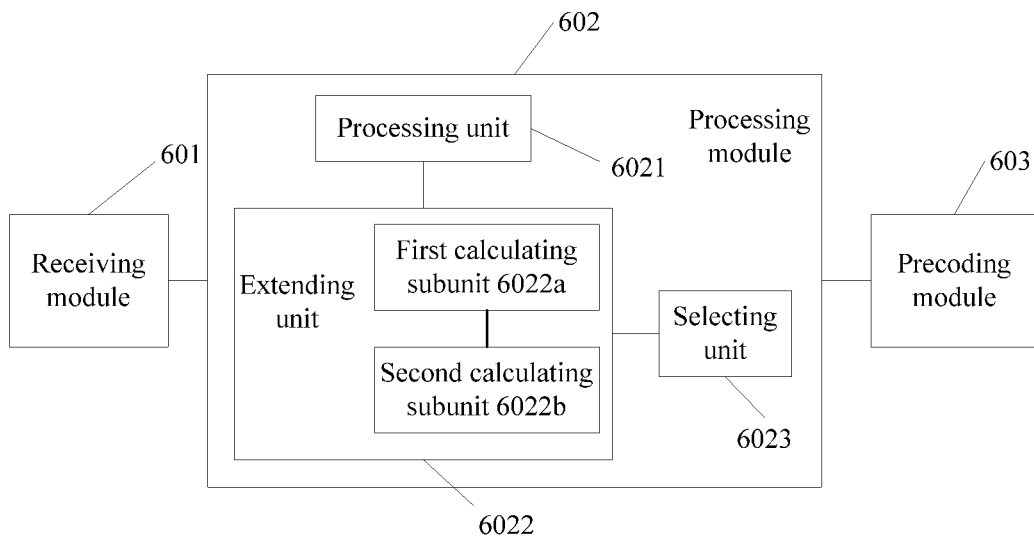 602
Processing unit
Processing
module
6021
601
603
Receiving
module
Extending
unit
First calculating
subunit 6022a
Second calculating
subunit 6022b
Selecting
unit
Precoding
module
6023
6022